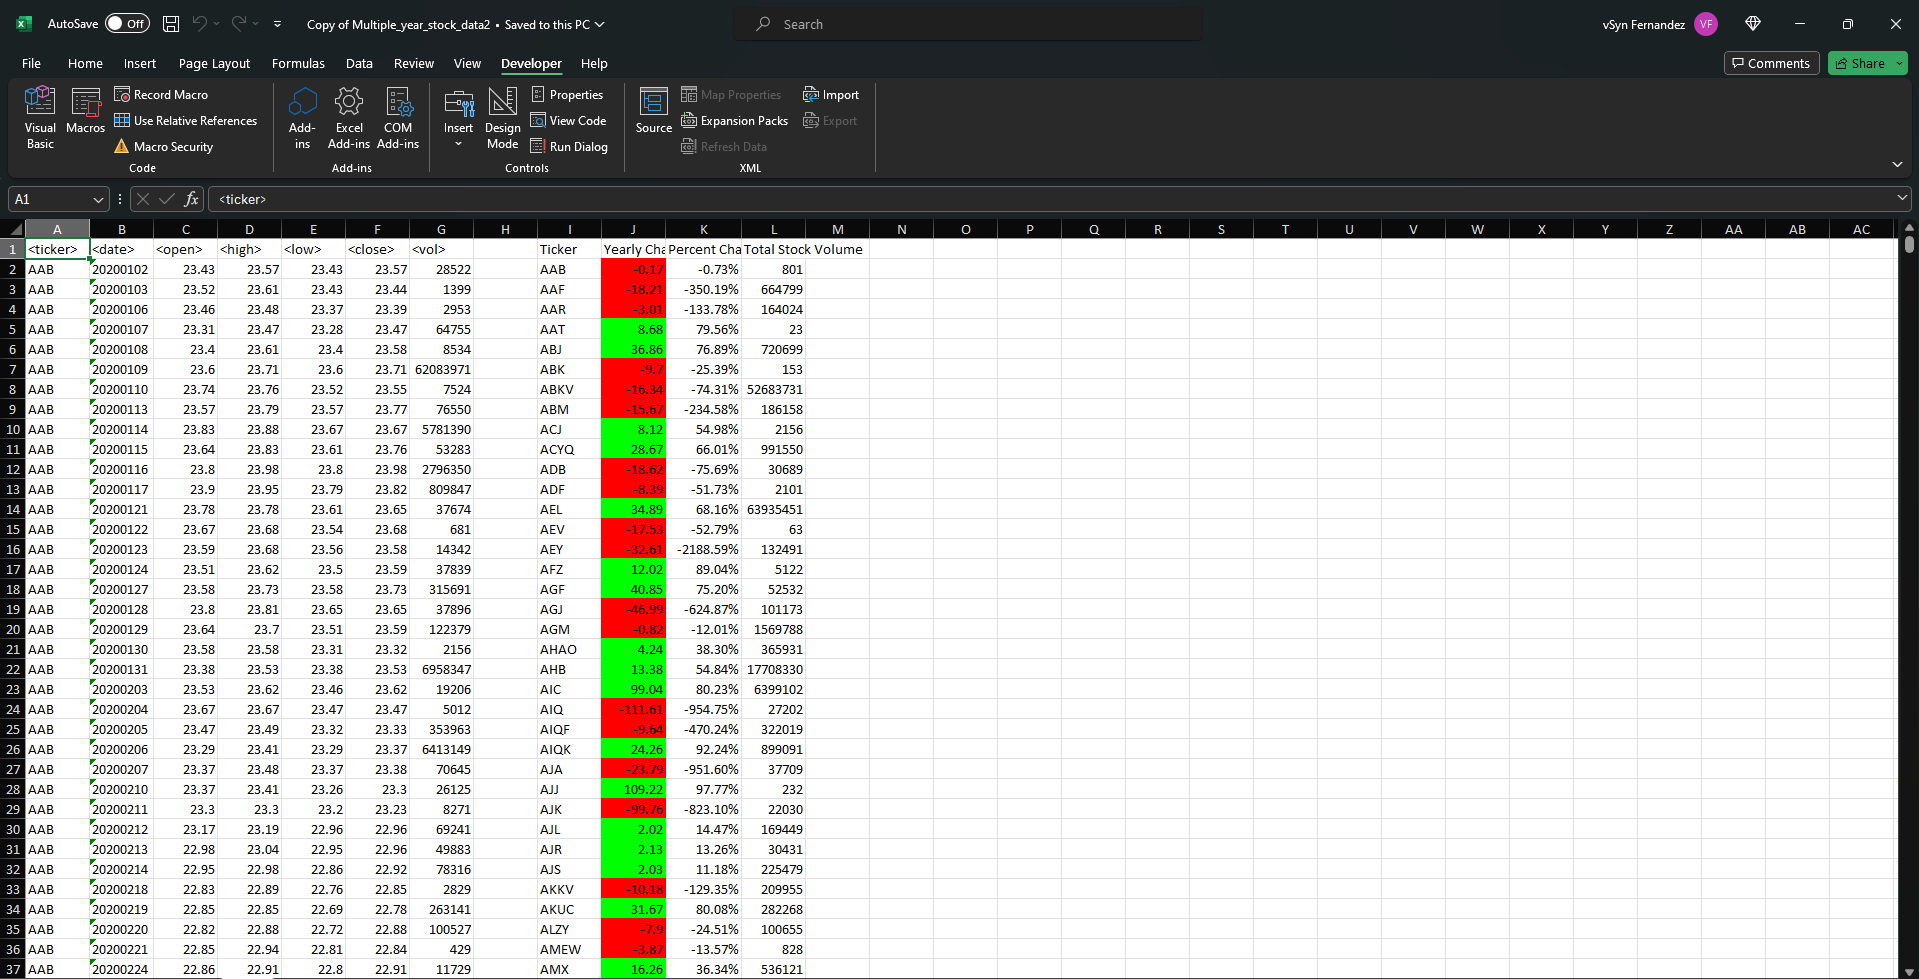 AutoSave Off Copy of Multiple_year_stock_data2 • Saved to this PC Search vSyn Fernandez VF
File Home Insert Page Layout Formulas Data Review View Developer Help Comments Share
Visual Basic
Macros
Record Macro
Use Relative References
Macro Security
Code
Add-ins
Excel Add-ins
COM Add-ins
Add-ins
Insert
Design Mode
Properties
View Code
Run Dialog
Controls
Source
Map Properties
Expansion Packs
Refresh Data
Import
Export
XML
A1 fx <ticker>
A B C D E F G H I J K L M N O P Q R S T U V W X Y Z AA AB AC
1 <ticker> <date> <open> <high> <low> <close> <vol> Ticker Yearly Cha Percent Cha Total Stock Volume
2 AAB 20200102 23.43 23.57 23.43 23.57 28522 AAB -0.17 -0.73% 801
3 AAB 20200103 23.52 23.61 23.43 23.44 1399 AAF -18.21 -350.19% 664799
4 AAB 20200106 23.46 23.48 23.37 23.39 2953 AAR -3.01 -133.78% 164024
5 AAB 20200107 23.31 23.47 23.28 23.47 64755 AAT 8.68 79.56% 23
6 AAB 20200108 23.4 23.61 23.4 23.58 8534 ABJ 36.86 76.89% 720699
7 AAB 20200109 23.6 23.71 23.6 23.71 62083971 ABK -9.7 -25.39% 153
8 AAB 20200110 23.74 23.76 23.52 23.55 7524 ABKV -16.34 -74.31% 52683731
9 AAB 20200113 23.57 23.79 23.57 23.77 76550 ABM -15.67 -234.58% 186158
10 AAB 20200114 23.83 23.88 23.67 23.67 5781390 ACJ 8.12 54.98% 2156
11 AAB 20200115 23.64 23.83 23.61 23.76 53283 ACYQ 28.67 66.01% 991550
12 AAB 20200116 23.8 23.98 23.8 23.98 2796350 ADB -18.62 -75.69% 30689
13 AAB 20200117 23.9 23.95 23.79 23.82 809847 ADF -8.39 -51.73% 2101
14 AAB 20200121 23.78 23.78 23.61 23.65 37674 AEL 34.89 68.16% 63935451
15 AAB 20200122 23.67 23.68 23.54 23.68 681 AEV -17.53 -52.79% 63
16 AAB 20200123 23.59 23.68 23.56 23.58 14342 AEY -32.61 -2188.59% 132491
17 AAB 20200124 23.51 23.62 23.5 23.59 37839 AFZ 12.02 89.04% 5122
18 AAB 20200127 23.58 23.73 23.58 23.73 315691 AGF 40.85 75.20% 52532
19 AAB 20200128 23.8 23.81 23.65 23.65 37896 AGJ -46.99 -624.87% 101173
20 AAB 20200129 23.64 23.7 23.51 23.59 122379 AGM -0.82 -12.01% 1569788
21 AAB 20200130 23.58 23.58 23.31 23.32 2156 AHAO 4.24 38.30% 365931
22 AAB 20200131 23.38 23.53 23.38 23.53 6958347 AHB 13.38 54.84% 17708330
23 AAB 20200203 23.53 23.62 23.46 23.62 19206 AIC 99.04 80.23% 6399102
24 AAB 20200204 23.67 23.67 23.47 23.47 5012 AIQ -111.61 -954.75% 27202
25 AAB 20200205 23.47 23.49 23.32 23.33 353963 AIQF -9.64 -470.24% 322019
26 AAB 20200206 23.29 23.41 23.29 23.37 6413149 AIQK 24.26 92.24% 899091
27 AAB 20200207 23.37 23.48 23.37 23.38 70645 AJA -23.79 -951.60% 37709
28 AAB 20200210 23.37 23.41 23.26 23.3 26125 AJJ 109.22 97.77% 232
29 AAB 20200211 23.3 23.3 23.2 23.23 8271 AJK -99.76 -823.10% 22030
30 AAB 20200212 23.17 23.19 22.96 22.96 69241 AJL 2.02 14.47% 169449
31 AAB 20200213 22.98 23.04 22.95 22.96 49883 AJR 2.13 13.26% 30431
32 AAB 20200214 22.95 22.98 22.86 22.92 78316 AJS 2.03 11.18% 225479
33 AAB 20200218 22.83 22.89 22.76 22.85 2829 AKKV -10.18 -129.35% 209955
34 AAB 20200219 22.85 22.85 22.69 22.78 263141 AKUC 31.67 80.08% 282268
35 AAB 20200220 22.82 22.88 22.72 22.88 100527 ALZY -7.9 -24.51% 100655
36 AAB 20200221 22.85 22.94 22.81 22.84 429 AMEW -3.87 -13.57% 828
37 AAB 20200224 22.86 22.91 22.8 22.91 11729 AMX 16.26 36.34% 536121